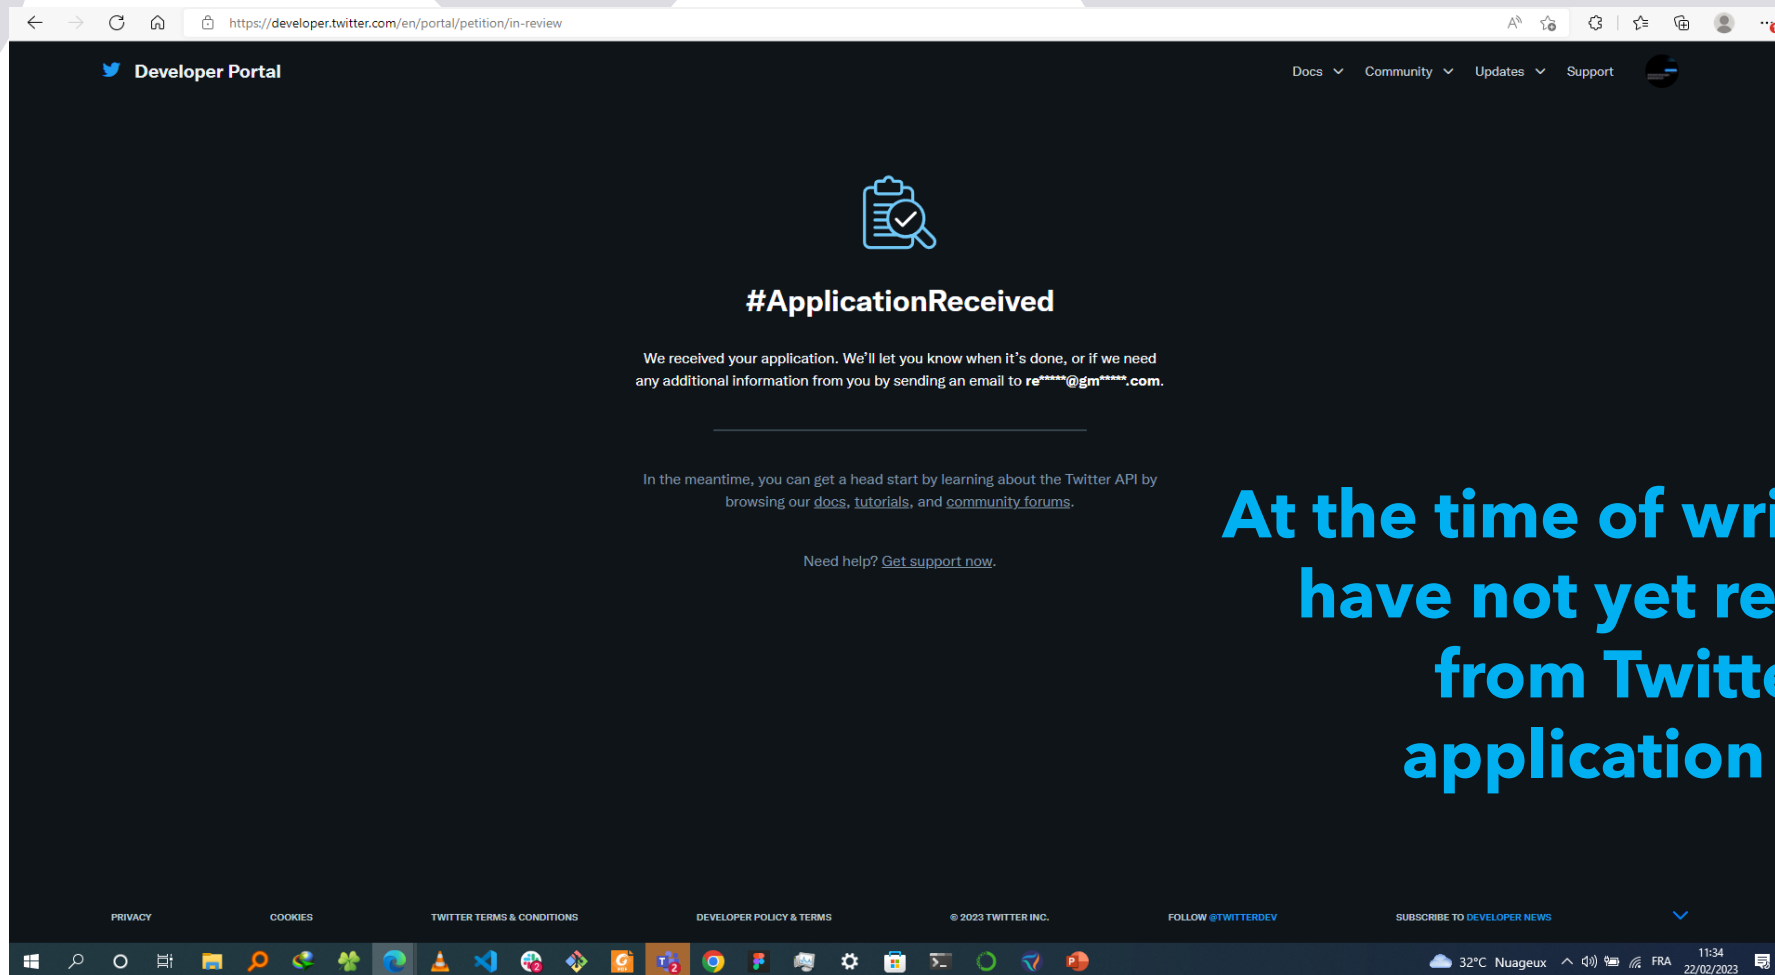 https://developer.twitter.com/en/portal/petition/in-review
Developer Portal
Docs
Community
Updates
Support
#ApplicationReceived
We received your application. We'll let you know when it's done, or if we need
any additional information from you by sending an email to re*****@gm*****.com.
In the meantime, you can get a head start by learning about the Twitter API by
browsing our docs, tutorials, and community forums.
Need help? Get support now.
At the time of wri
have not yet re
from Twitte
application
PRIVACY
COOKIES
TWITTER TERMS & CONDITIONS
DEVELOPER POLICY & TERMS
© 2023 TWITTER INC.
FOLLOW @TWITTERDEV
SUBSCRIBE TO DEVELOPER NEWS
32°C Nuageux
FRA
11:34
22/02/2023